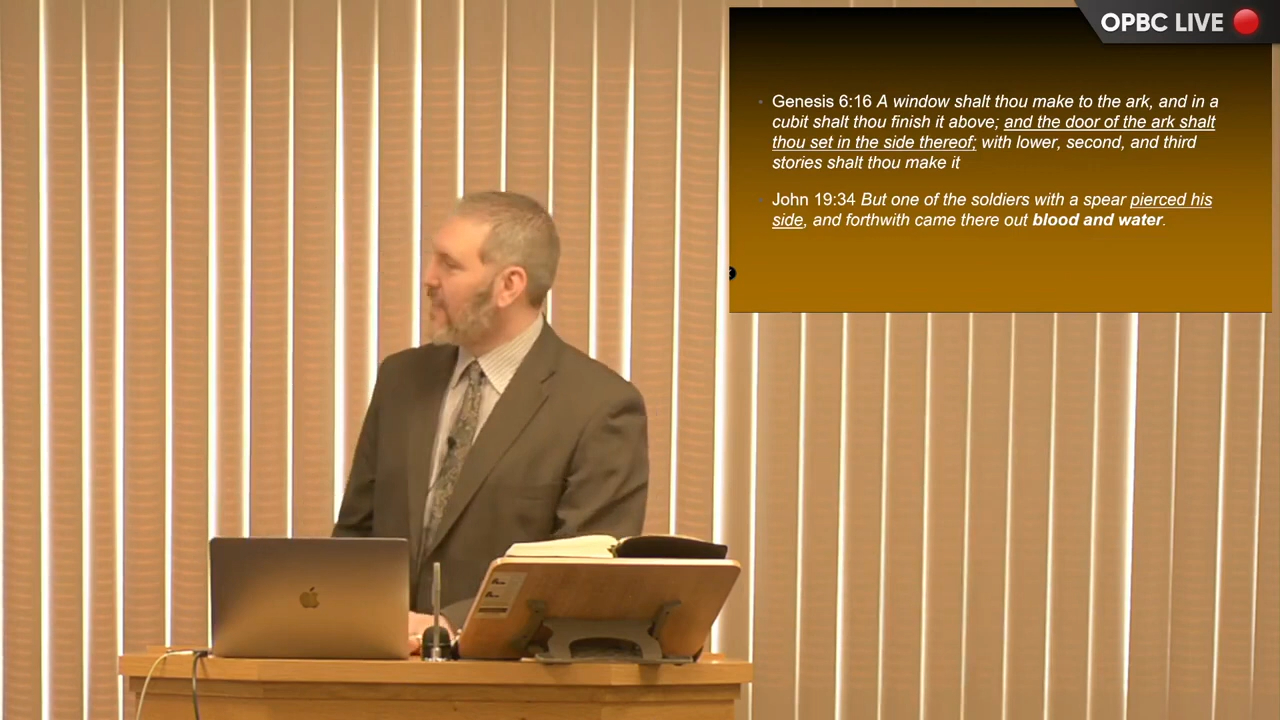 OPBC LIVE
Genesis 6:16 A window shalt thou make to the ark, and in a
cubit shalt thou finish it above; and the door of the ark shalt
thou set in the side thereof; with lower, second, and third
stories shalt thou make it
John 19:34 But one of the soldiers with a spear pierced his
side, and forthwith came there out blood and water.